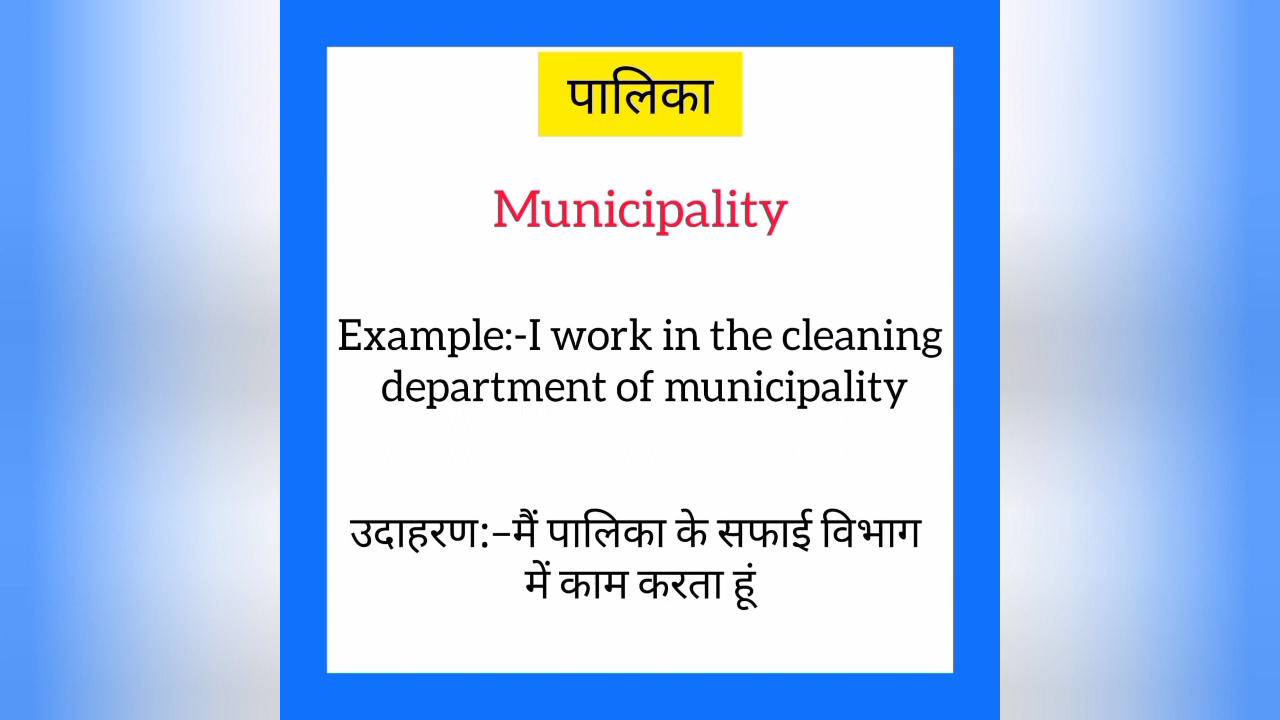 पालिका
Municipality
Example:-I work in the cleaning
department of municipality
उदाहरण:–मैं पालिका के सफाई विभाग
में काम करता हूं